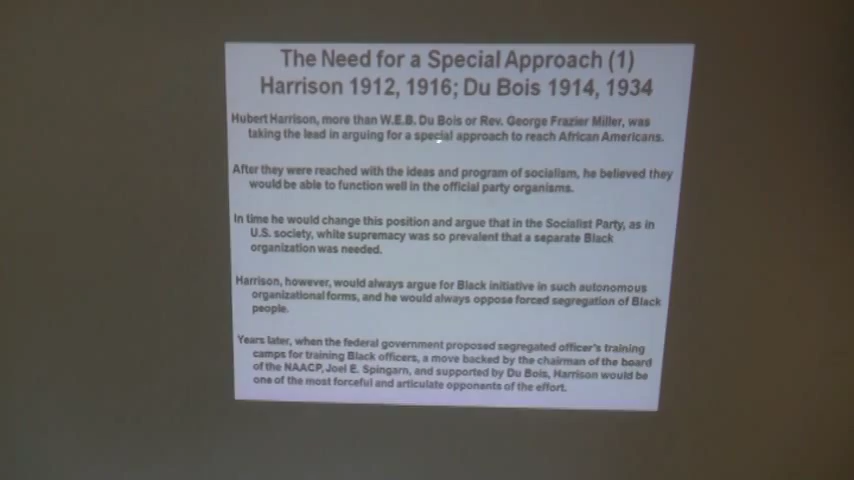 The Need for a Special Approach (1)
Harrison 1912, 1916; Du Bois 1914, 1934
Hubert Harrison, more than W.E.B. Du Bois or Rev. George Frazier Miller, was
taking the lead in arguing for a special approach to reach African Americans.
After they were reached with the ideas and program of socialism, he believed they
would be able to function well in the official party organisms.
In time he would change this position and argue that in the Socialist Party, as in
U.S. society, white supremacy was so prevalent that a separate Black
organization was needed.
Harrison, however, would always argue for Black initiative in such autonomous
organizational forms, and he would always oppose forced segregation of Black
people.
Years later, when the federal government proposed segregated officer's training
camps for training Black officers, a move backed by the chairman of the board
of the NAACP, Joel E. Spingarn, and supported by Du Bois, Harrison would be
one of the most forceful and articulate opponents of the effort.